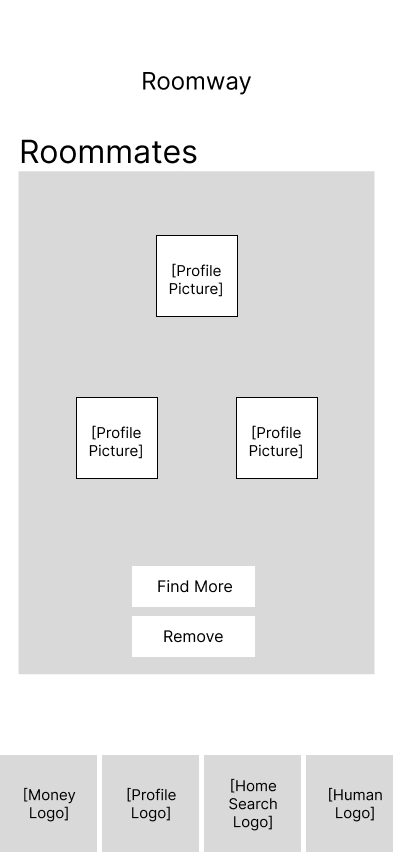 Roomway
Roommates
[Profile
Picture]
[Profile
Picture]
[Profile
Picture]
Find More
Remove
[Money
Logo]
[Profile
Logo]
[Home
Search
Logo]
[Human
Logo]